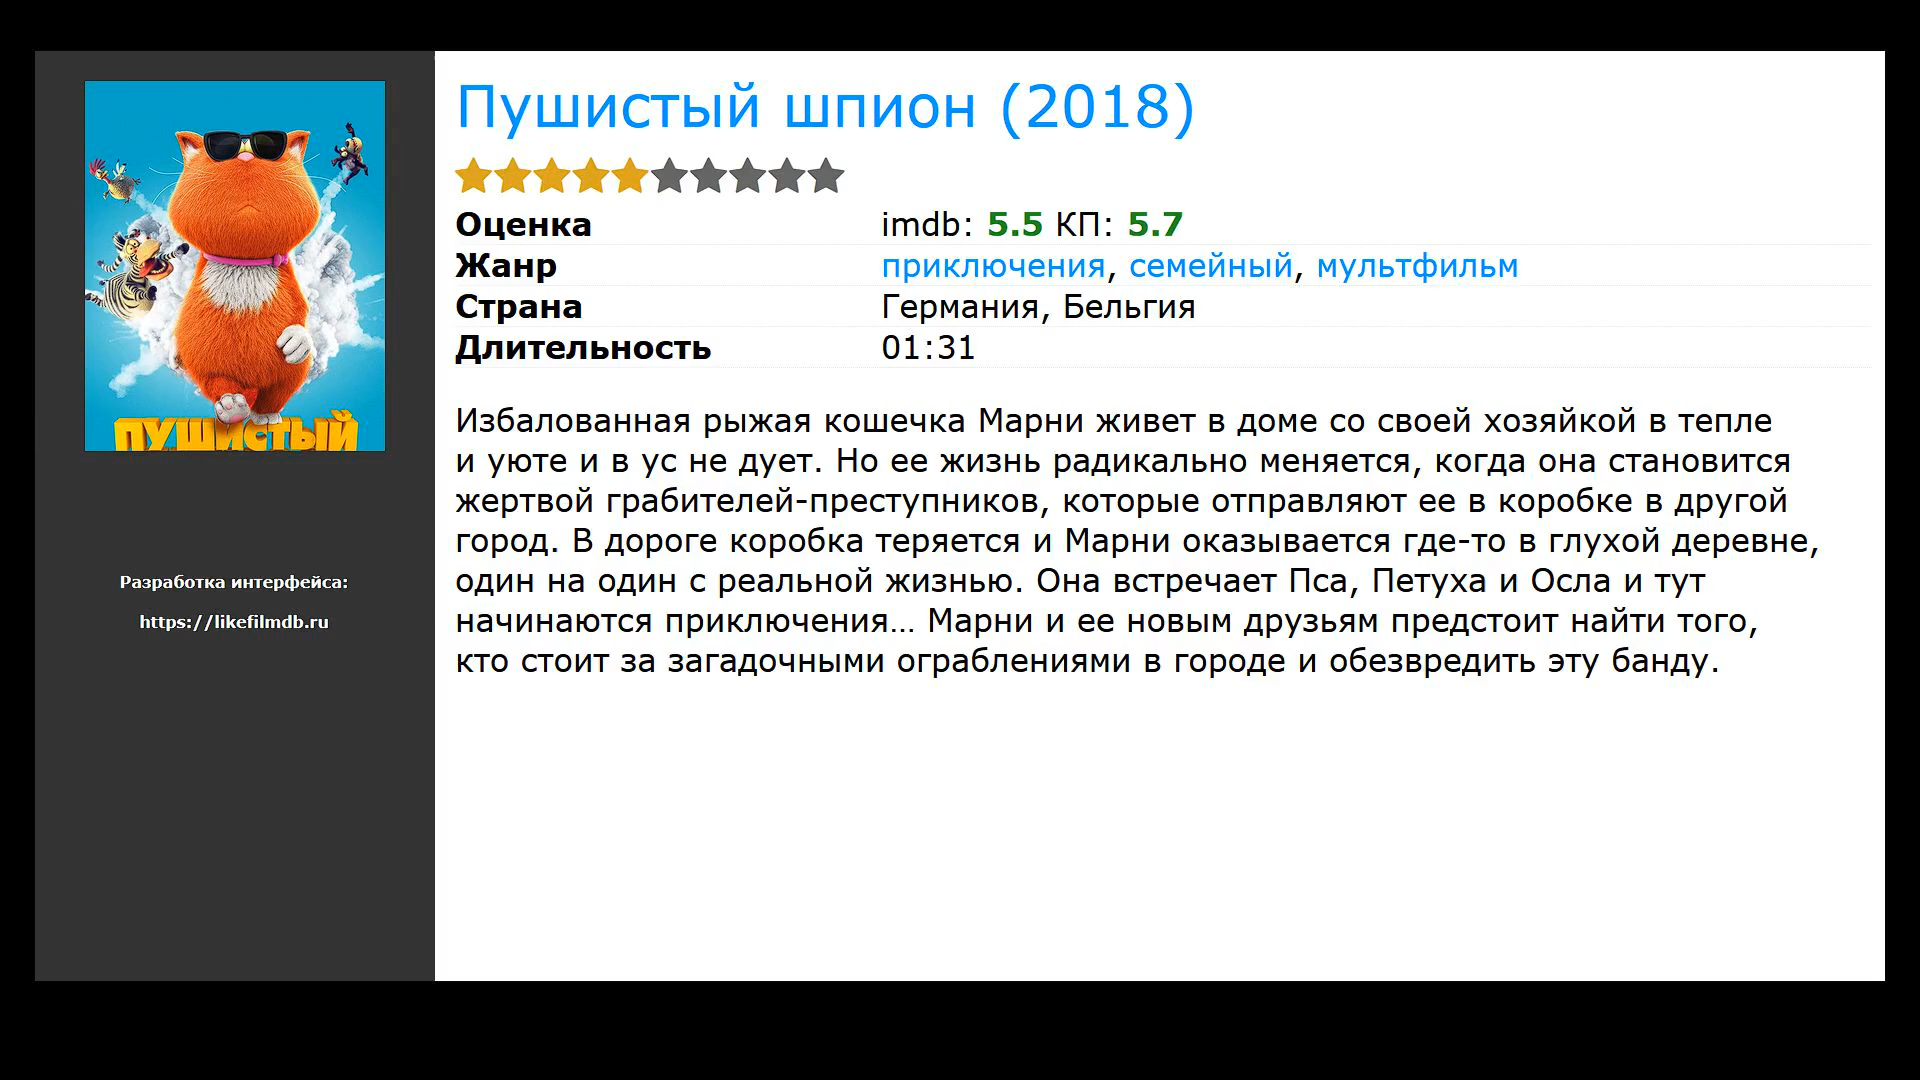 Пушистый шпион (2018)
Оценка imdb: 5.5 КП: 5.7
Жанр приключения, семейный, мультфильм
Страна Германия, Бельгия
Длительность 01:31
Избалованная рыжая кошечка Марни живет в доме со своей хозяйкой в тепле
и уюте и в ус не дует. Но ее жизнь радикально меняется, когда она становится
жертвой грабителей-преступников, которые отправляют ее в коробке в другой
город. В дороге коробка теряется и Марни оказывается где-то в глухой деревне,
один на один с реальной жизнью. Она встречает Пса, Петуха и Осла и тут
начинаются приключения... Марни и ее новым друзьям предстоит найти того,
кто стоит за загадочными ограблениями в городе и обезвредить эту банду.
ПУШИСТЫЙ
Разработка интерфейса:
https://likefilmdb.ru